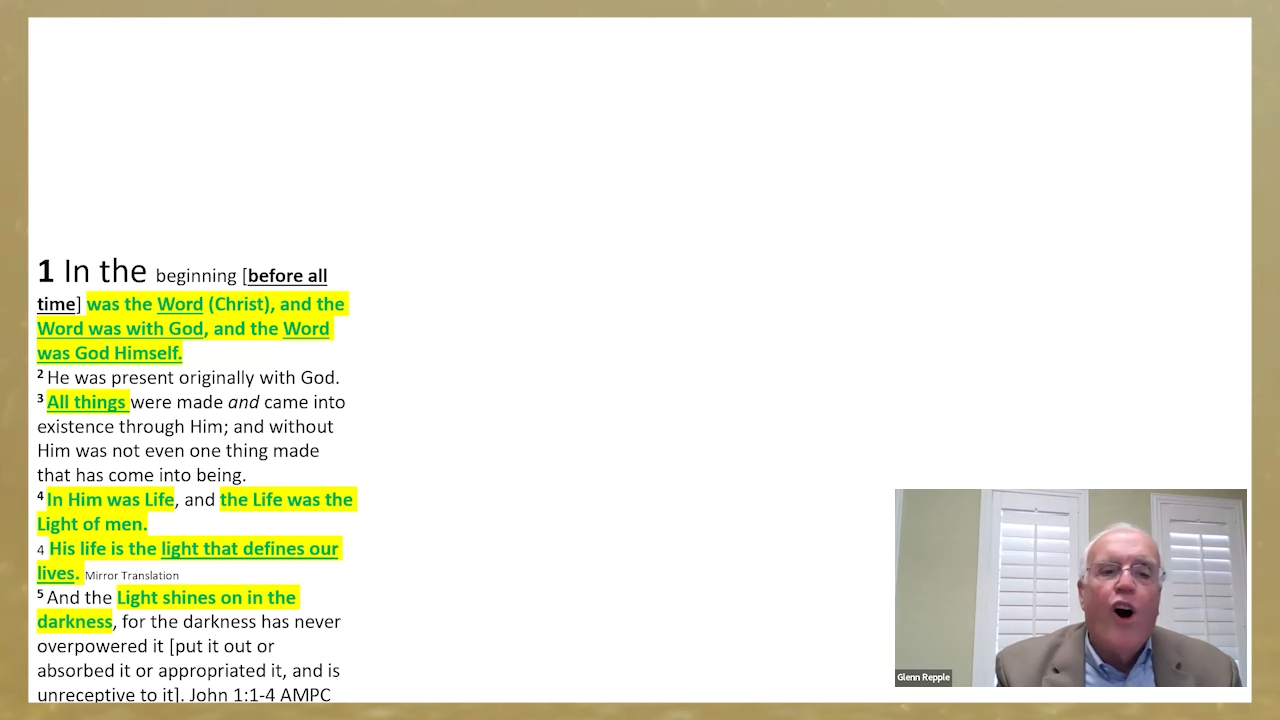 1 In the beginning [before all
time] was the Word (Christ), and the
Word was with God, and the Word
was God Himself.
2 He was present originally with God.
3 All things were made and came into
existence through Him; and without
Him was not even one thing made
that has come into being.
4 In Him was Life, and the Life was the
Light of men.
4 His life is the light that defines our
lives. Mirror Translation
5 And the Light shines on in the
darkness, for the darkness has never
overpowered it [put it out or
absorbed it or appropriated it, and is
unreceptive to it]. John 1:1-4 AMPC
Glenn Repple